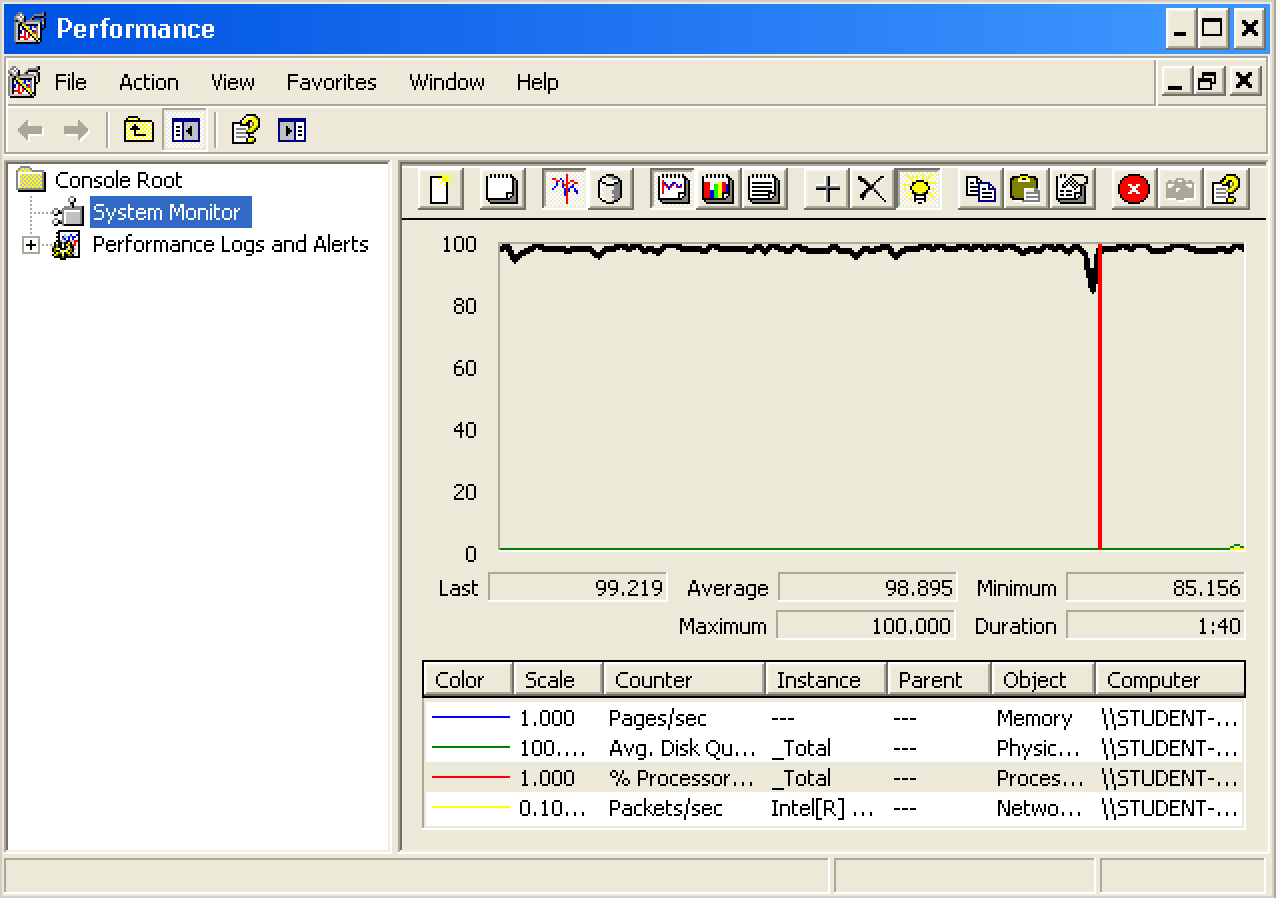 Performance
File Action View Favorites Window Help
Console Root
System Monitor
Performance Logs and Alerts
100
80
60
40
20
0
Last 99.219 Average 98.895 Minimum 85.156
Maximum 100.000 Duration 1:40
Color Scale Counter Instance Parent Object Computer
1.000 Pages/sec --- --- Memory \\STUDENT-...
100.... Avg. Disk Qu... _Total --- Physic... \\STUDENT-...
1.000 % Processor... _Total --- Proces... \\STUDENT-...
0.10... Packets/sec Intel[R] ... --- Netwo... \\STUDENT-...